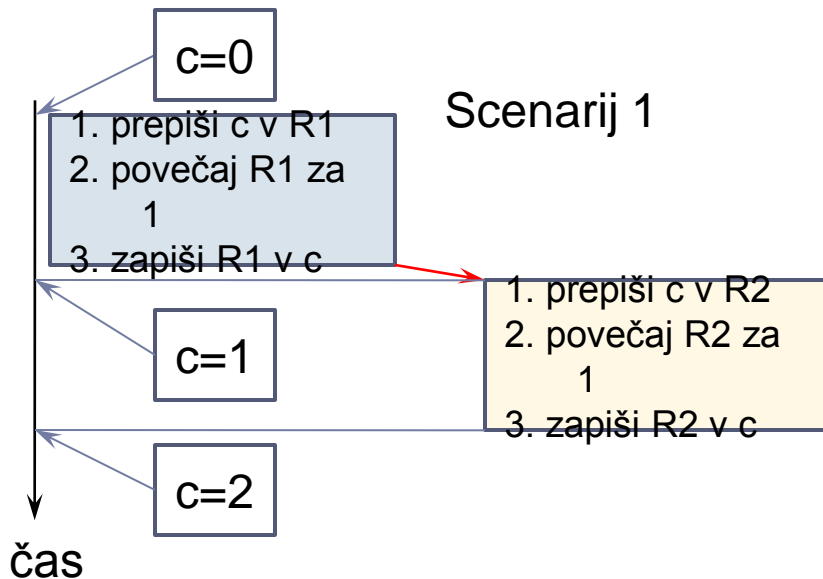 c=0
Scenarij 1
1. prepiši c v R1
2. povečaj R1 za
1
3. zapiši R1 v c
1. prepiši c v R2
2. povečaj R2 za
1
3. zapiši R2 v c
c=1
c=2
čas